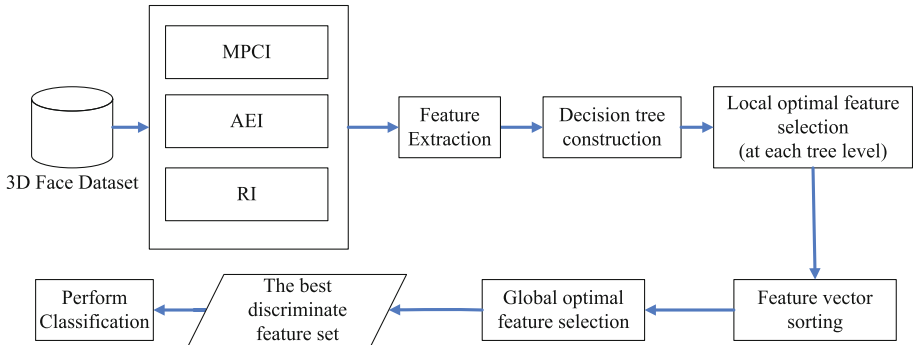 3D Face Dataset
MPCI
AEI
RI
Feature
Extraction
Decision tree
construction
Local optimal feature
selection
(at each tree level)
Feature vector
sorting
Global optimal
feature selection
The best
discriminate
feature set
Perform
Classification